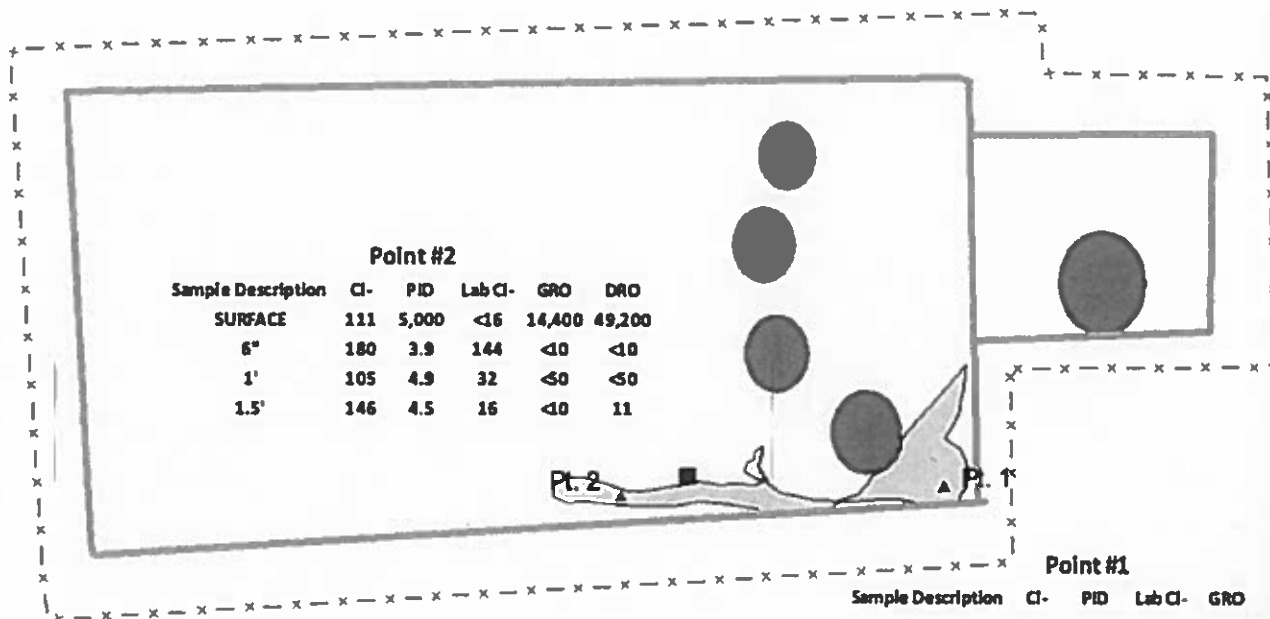 Point #2
Sample Description Cl- PID Lab Cl- GRO DRO
SURFACE 111 5,000 <16 14,400 49,200
6" 180 3.9 144 <10 <10
1' 105 4.9 32 <50 <50
1.5' 146 4.5 16 <10 11
Pt. 2
Pt. 1
Point #1
Sample Description Cl- PID Lab Cl- GRO